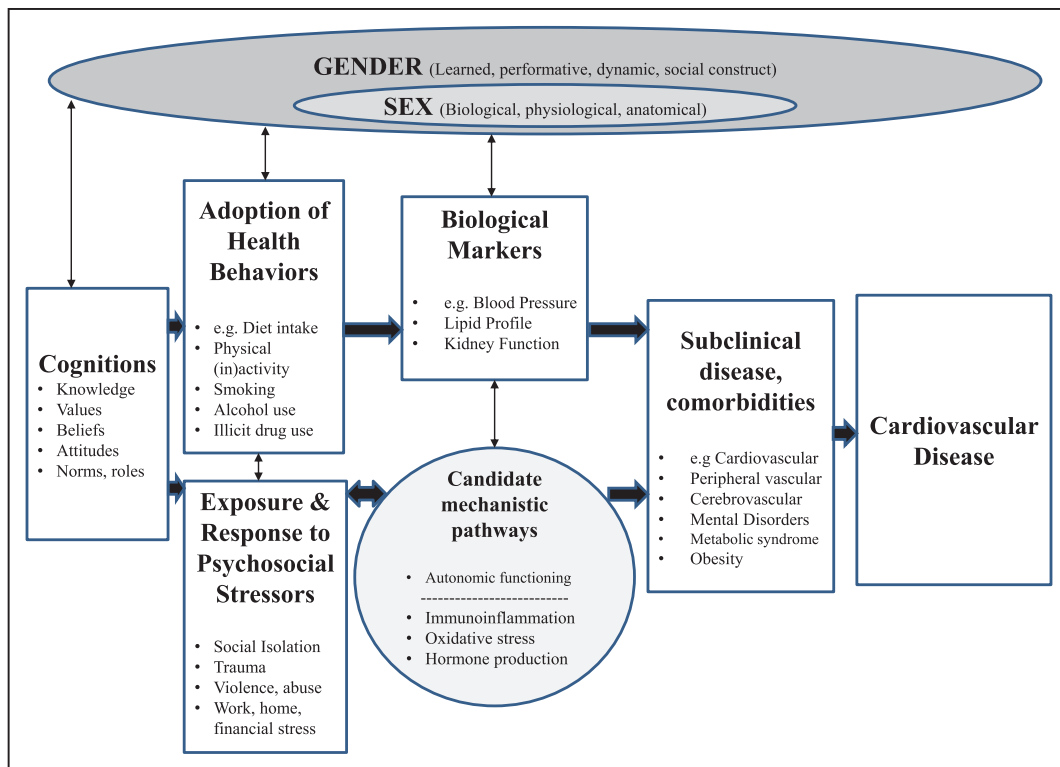 GENDER (Learned, performative, dynamic, social construct)
SEX (Biological, physiological, anatomical)
Cognitions
• Knowledge
• Values
• Beliefs
• Attitudes
• Norms, roles
Adoption of
Health
Behaviors
• e.g. Diet intake
• Physical
(in)activity
• Smoking
• Alcohol use
• Illicit drug use
Exposure &
Response to
Psychosocial
Stressors
• Social Isolation
• Trauma
• Violence, abuse
• Work, home,
financial stress
Biological
Markers
• e.g. Blood Pressure
• Lipid Profile
• Kidney Function
Candidate
mechanistic
pathways
• Autonomic functioning
--------------------------
• Immunoinflammation
• Oxidative stress
• Hormone production
Subclinical
disease,
comorbidities
• e.g Cardiovascular
• Peripheral vascular
• Cerebrovascular
• Mental Disorders
• Metabolic syndrome
• Obesity
Cardiovascular
Disease